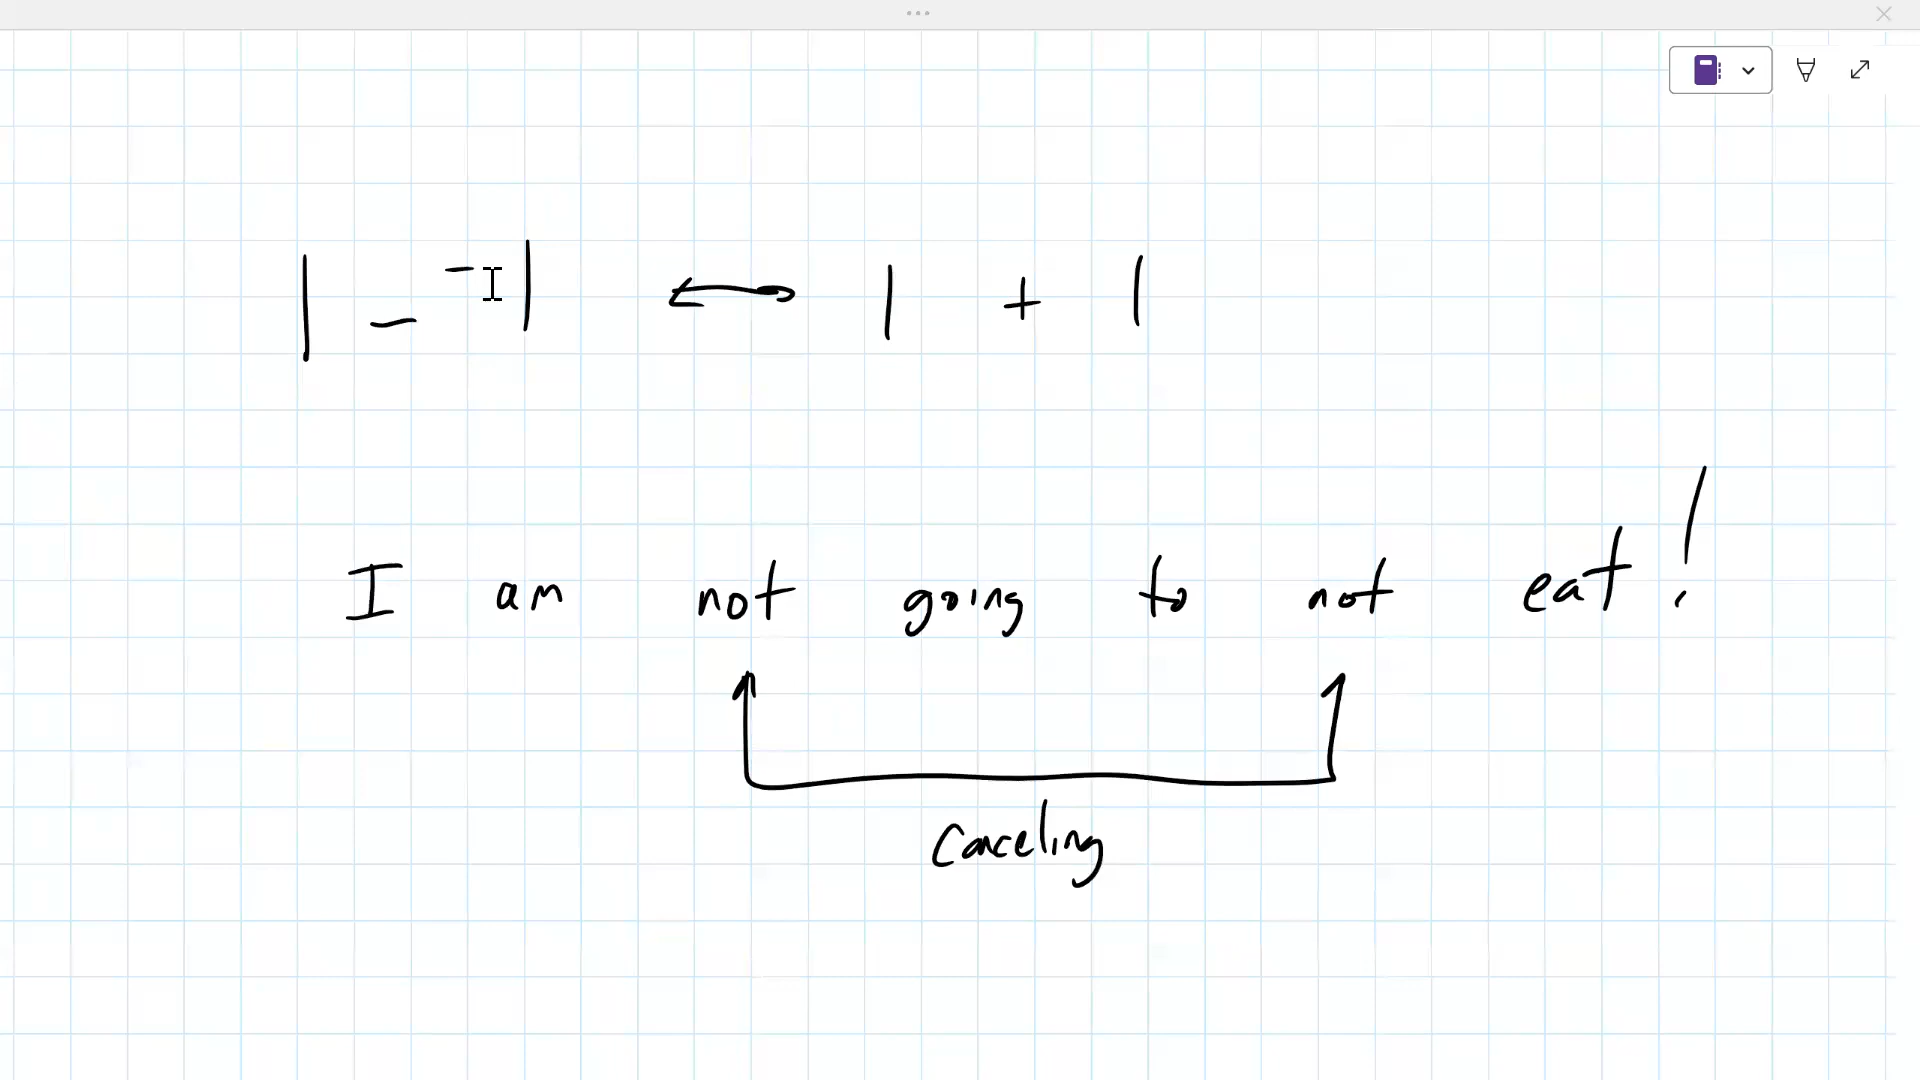 1 - -1 ↔ 1 + 1
I am not going to not eat!
Canceling